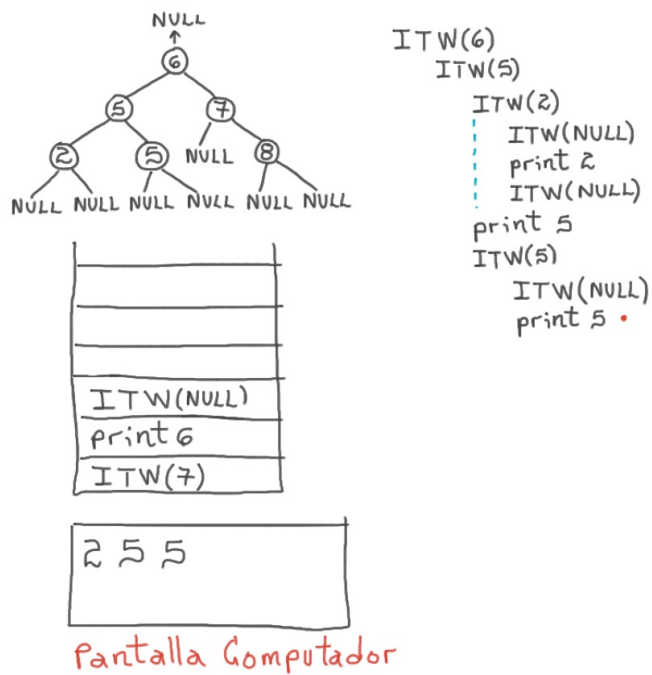 NULL
6
5 7
2 5 NULL 8
NULL NULL NULL NULL NULL NULL
ITW(6)
ITW(5)
ITW(2)
ITW(NULL)
print 2
ITW(NULL)
print 5
ITW(5)
ITW(NULL)
print 5
ITW(NULL)
print 6
ITW(7)
2 5 5
Pantalla Computador